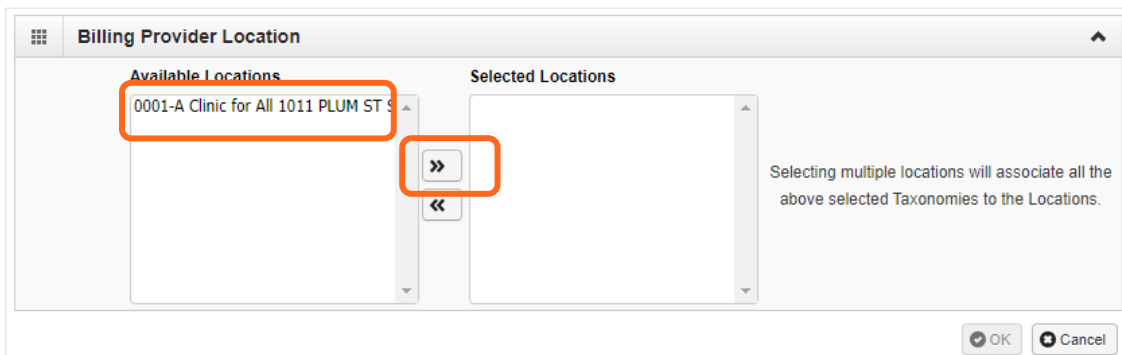 Billing Provider Location
Available Locations
Selected Locations
0001-A Clinic for All 1011 PLUM ST S
»
«
Selecting multiple locations will associate all the
above selected Taxonomies to the Locations.
OK
Cancel